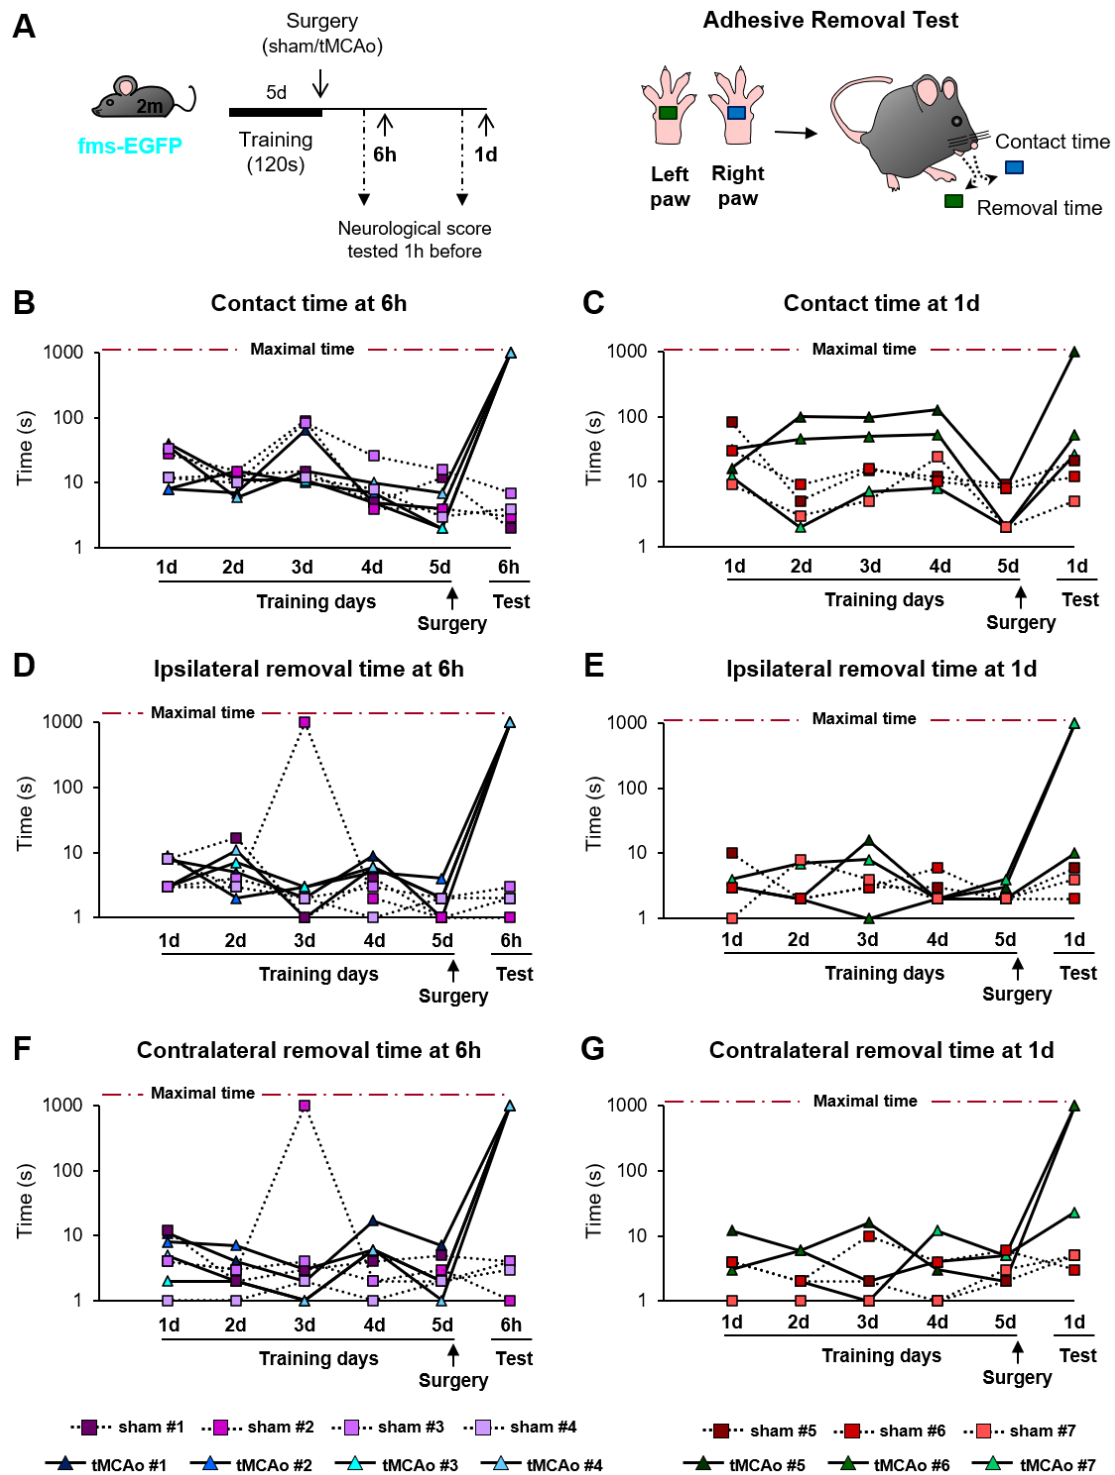 A
Surgery
(sham/tMCAo)
5d
2m
fms-EGFP
Training
(120s)
6h
1d
Neurological score
tested 1h before
Adhesive Removal Test
Left
paw
Right
paw
Contact time
Removal time
B
Contact time at 6h
Maximal time
Time (s)
1000
100
10
1
1d 2d 3d 4d 5d 6h
Training days
Test
Surgery
C
Contact time at 1d
Maximal time
Time (s)
1000
100
10
1
1d 2d 3d 4d 5d 1d
Training days
Test
Surgery
D
Ipsilateral removal time at 6h
Maximal time
Time (s)
1000
100
10
1
1d 2d 3d 4d 5d 6h
Training days
Test
Surgery
E
Ipsilateral removal time at 1d
Maximal time
Time (s)
1000
100
10
1
1d 2d 3d 4d 5d 1d
Training days
Test
Surgery
F
Contralateral removal time at 6h
Maximal time
Time (s)
1000
100
10
1
1d 2d 3d 4d 5d 6h
Training days
Test
Surgery
G
Contralateral removal time at 1d
Maximal time
Time (s)
1000
100
10
1
1d 2d 3d 4d 5d 1d
Training days
Test
Surgery
sham #1 sham #2 sham #3 sham #4
tMCAo #1 tMCAo #2 tMCAo #3 tMCAo #4
sham #5 sham #6 sham #7
tMCAo #5 tMCAo #6 tMCAo #7